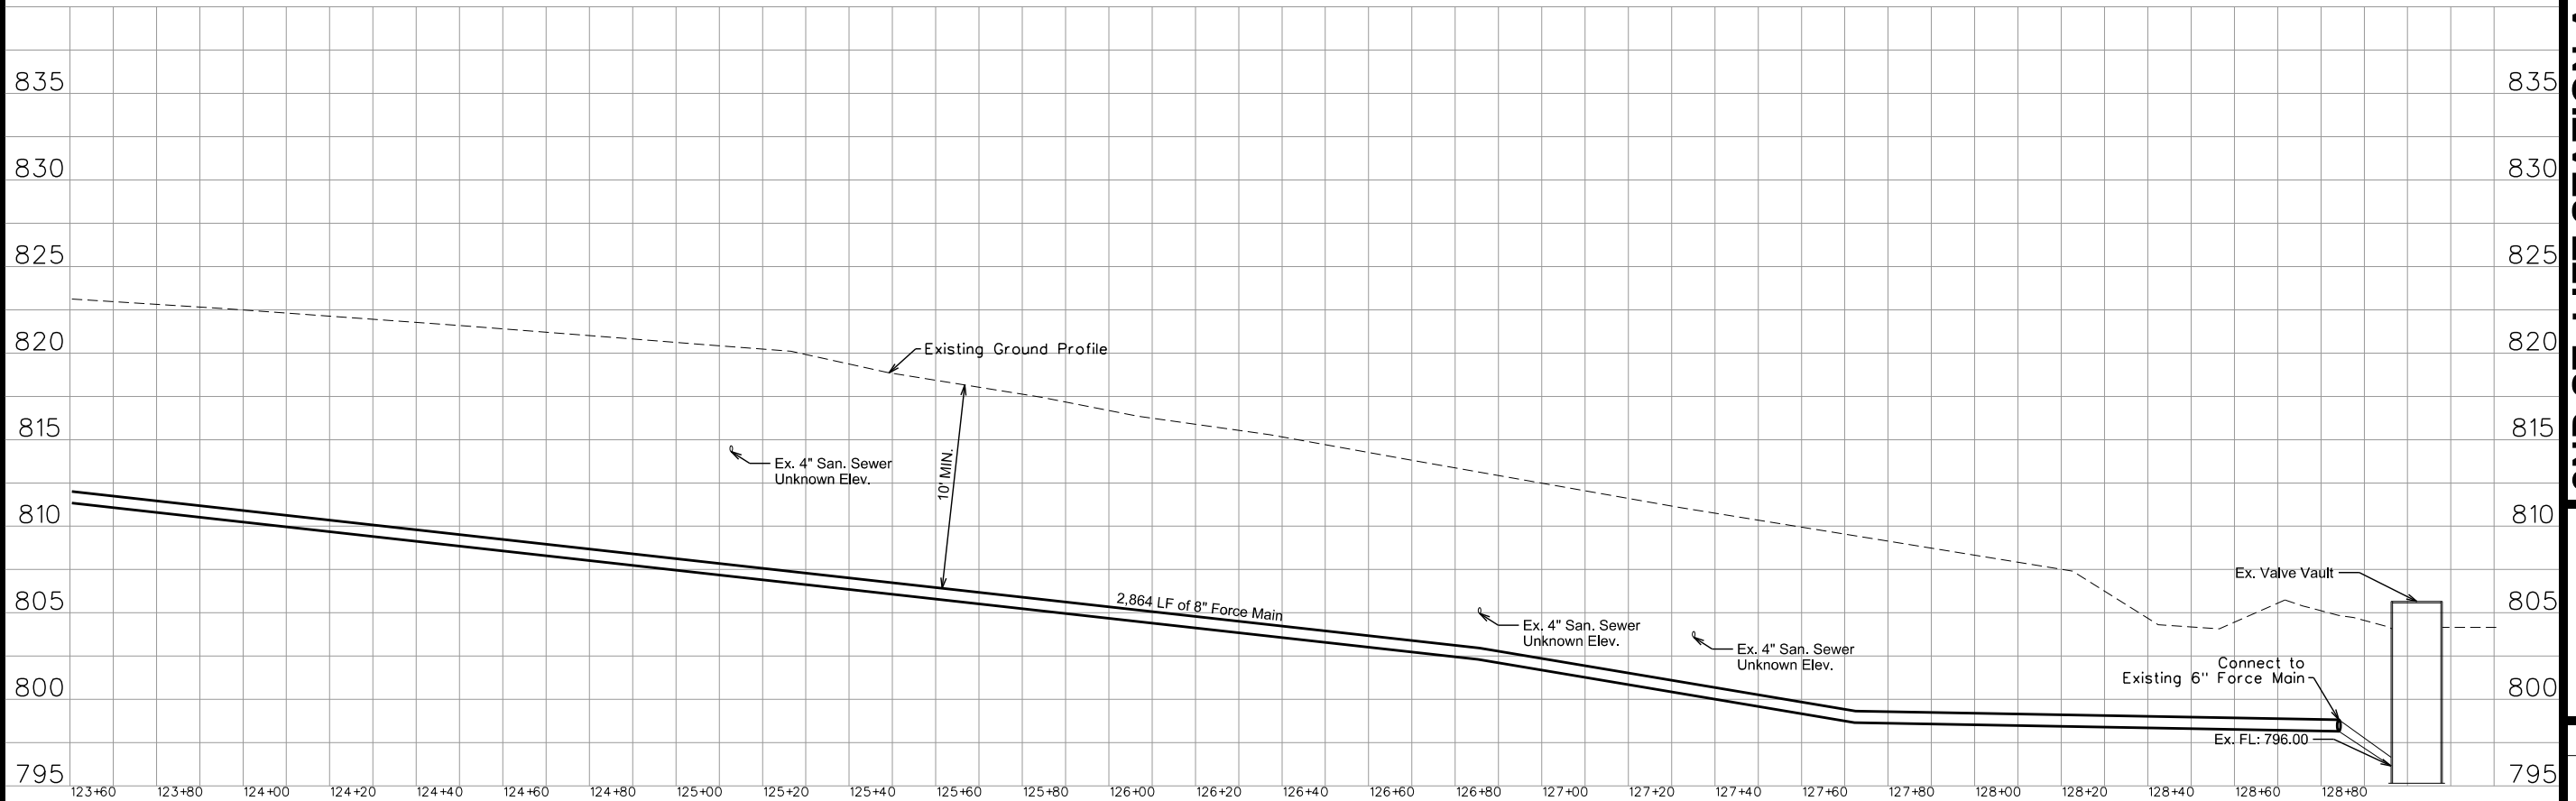 835 835
830 830
825 825
820 Existing Ground Profile 820
815 815
Ex. 4" San. Sewer
Unknown Elev.
10' MIN.
810 810
Ex. Valve Vault
805 805
2,864 LF of 8" Force Main
Ex. 4" San. Sewer
Unknown Elev.
Ex. 4" San. Sewer
Unknown Elev.
Connect to
Existing 6" Force Main
800 800
Ex. FL: 796.00
795 795
123+60 123+80 124+00 124+20 124+40 124+60 124+80 125+00 125+20 125+40 125+60 125+80 126+00 126+20 126+40 126+60 126+80 127+00 127+20 127+40 127+60 127+80 128+00 128+20 128+40 128+60 128+80